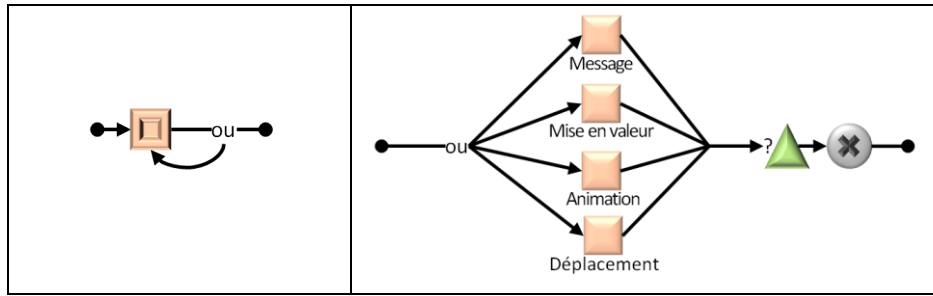 ou
Message
Mise en valeur
ou
?
Animation
Déplacement